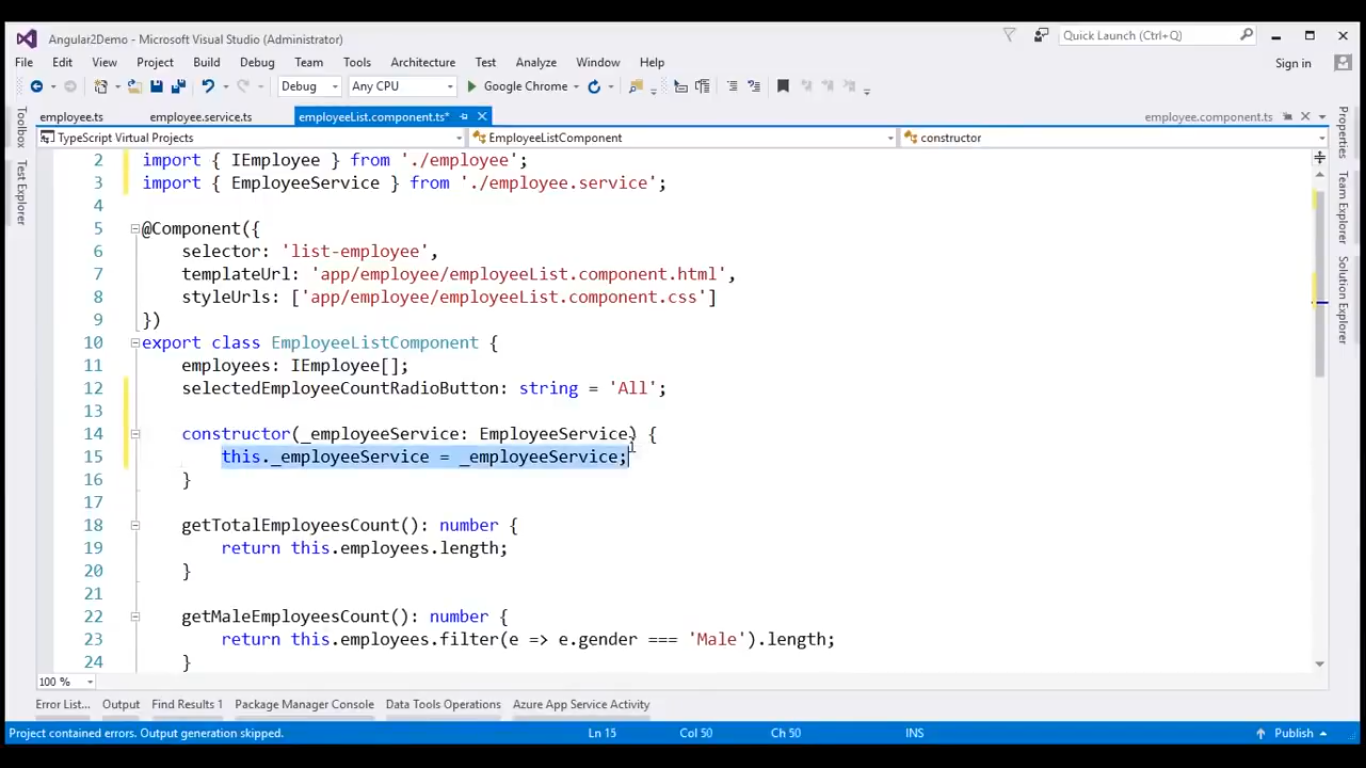 Angular2Demo - Microsoft Visual Studio (Administrator)
Quick Launch (Ctrl+Q)
File Edit View Project Build Debug Team Tools Architecture Test Analyze Window Help
Sign in
Debug Any CPU Google Chrome
employee.ts employee.service.ts employeeList.component.ts* employee.component.ts
TypeScript Virtual Projects EmployeeListComponent constructor
Toolbox
Test Explorer
2 import { IEmployee } from './employee';
3 import { EmployeeService } from './employee.service';
4
5 @Component({
6 selector: 'list-employee',
7 templateUrl: 'app/employee/employeeList.component.html',
8 styleUrls: ['app/employee/employeeList.component.css']
9 })
10 export class EmployeeListComponent {
11 employees: IEmployee[];
12 selectedEmployeeCountRadioButton: string = 'All';
13
14 constructor(_employeeService: EmployeeService) {
15 this._employeeService = _employeeService;
16 }
17
18 getTotalEmployeesCount(): number {
19 return this.employees.length;
20 }
21
22 getMaleEmployeesCount(): number {
23 return this.employees.filter(e => e.gender === 'Male').length;
24 }
Properties
Team Explorer
Solution Explorer
100 %
Error List... Output Find Results 1 Package Manager Console Data Tools Operations Azure App Service Activity
Project contained errors. Output generation skipped. Ln 15 Col 50 Ch 50 INS Publish